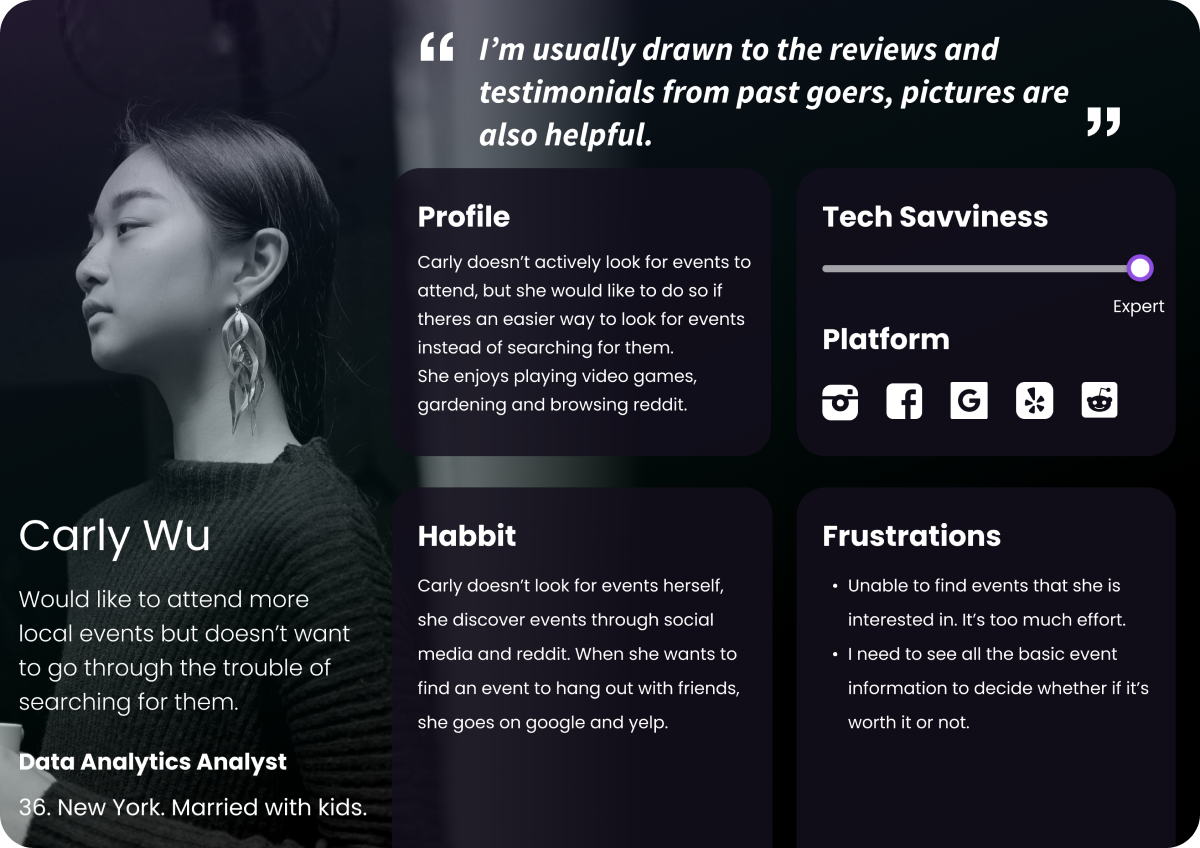 “ I’m usually drawn to the reviews and
testimonials from past goers, pictures are
also helpful. ”
Carly Wu
Would like to attend more
local events but doesn’t want
to go through the trouble of
searching for them.
Data Analytics Analyst
36. New York. Married with kids.
Profile
Carly doesn’t actively look for events to
attend, but she would like to do so if
theres an easier way to look for events
instead of searching for them.
She enjoys playing video games,
gardening and browsing reddit.
Tech Savviness
Expert
Platform
Habbit
Carly doesn’t look for events herself,
she discover events through social
media and reddit. When she wants to
find an event to hang out with friends,
she goes on google and yelp.
Frustrations
• Unable to find events that she is
interested in. It’s too much effort.
• I need to see all the basic event
information to decide whether if it’s
worth it or not.